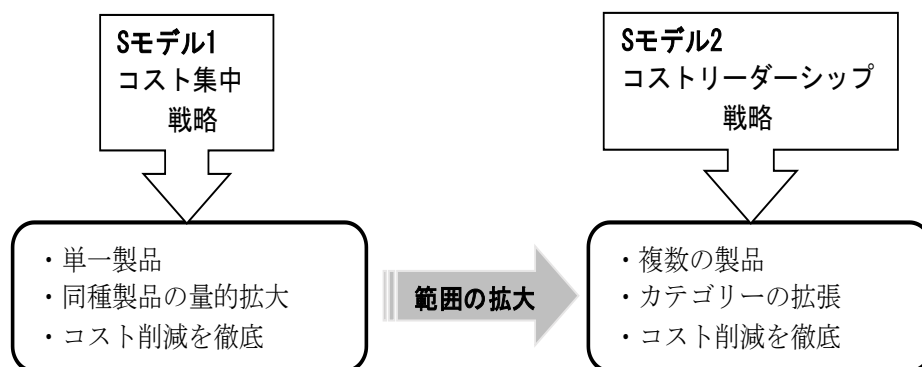 Sモデル1
コスト集中
戦略
Sモデル2
コストリーダーシップ
戦略
・単一製品
・同種製品の量的拡大
・コスト削減を徹底
範囲の拡大
・複数の製品
・カテゴリーの拡張
・コスト削減を徹底